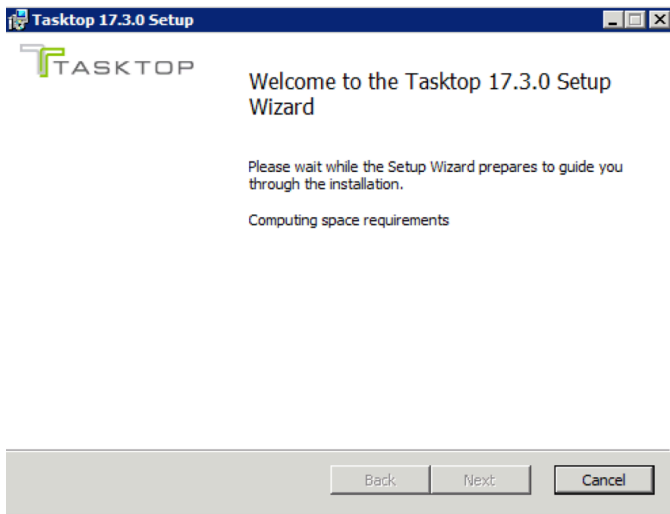 Tasktop 17.3.0 Setup
TASKTOP
Welcome to the Tasktop 17.3.0 Setup
Wizard
Please wait while the Setup Wizard prepares to guide you
through the installation.
Computing space requirements
Back
Next
Cancel